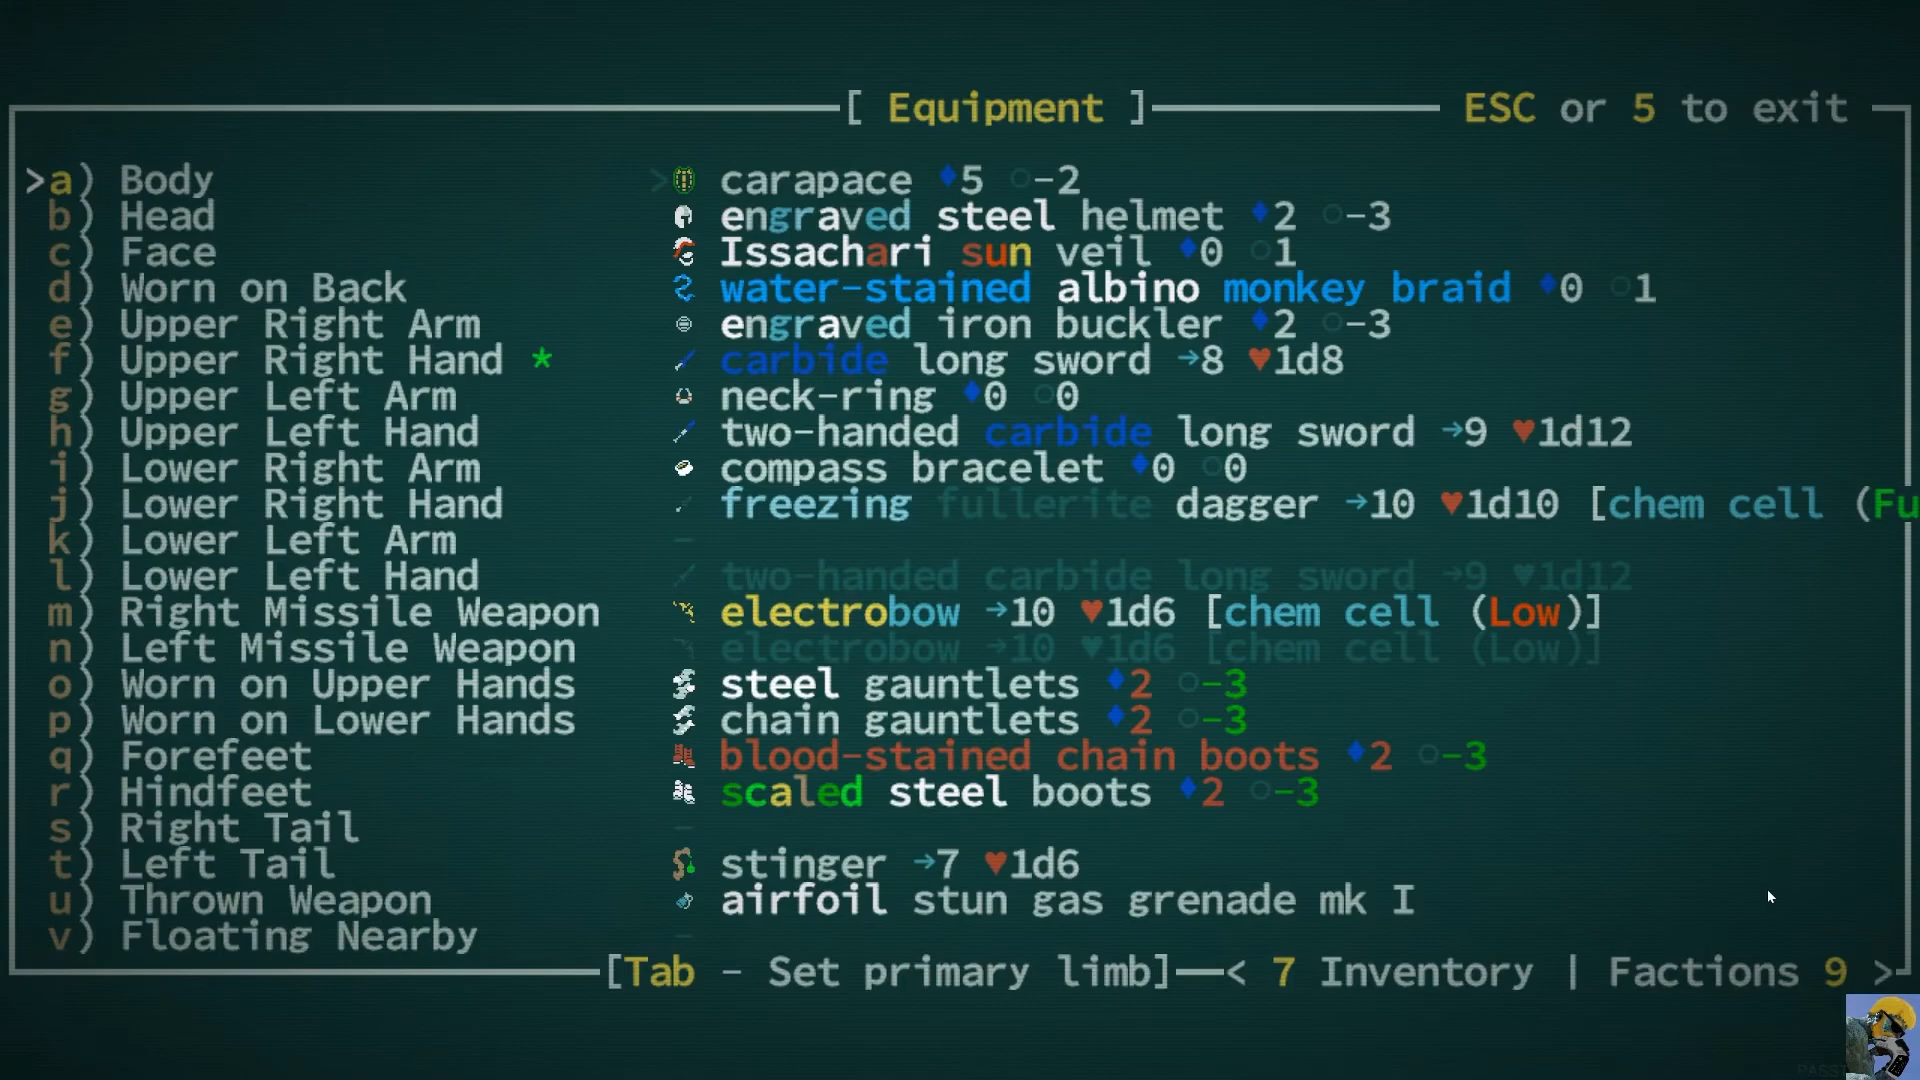 [ Equipment ] ESC or 5 to exit
>a) Body > carapace ♦5 ○-2
b) Head engraved steel helmet ♦2 ○-3
c) Face Issachari sun veil ♦0 ○1
d) Worn on Back water-stained albino monkey braid ♦0 ○1
e) Upper Right Arm engraved iron buckler ♦2 ○-3
f) Upper Right Hand * carbide long sword →8 ♥1d8
g) Upper Left Arm neck-ring ♦0 ○0
h) Upper Left Hand two-handed carbide long sword →9 ♥1d12
i) Lower Right Arm compass bracelet ♦0 ○0
j) Lower Right Hand freezing fullerite dagger →10 ♥1d10 [chem cell (Fu
k) Lower Left Arm -
l) Lower Left Hand two-handed carbide long sword →9 ♥1d12
m) Right Missile Weapon electrobow →10 ♥1d6 [chem cell (Low)]
n) Left Missile Weapon electrobow →10 ♥1d6 [chem cell (Low)]
o) Worn on Upper Hands steel gauntlets ♦2 ○-3
p) Worn on Lower Hands chain gauntlets ♦2 ○-3
q) Forefeet blood-stained chain boots ♦2 ○-3
r) Hindfeet scaled steel boots ♦2 ○-3
s) Right Tail -
t) Left Tail stinger →7 ♥1d6
u) Thrown Weapon airfoil stun gas grenade mk I
v) Floating Nearby -
[Tab - Set primary limb] < 7 Inventory | Factions 9 >